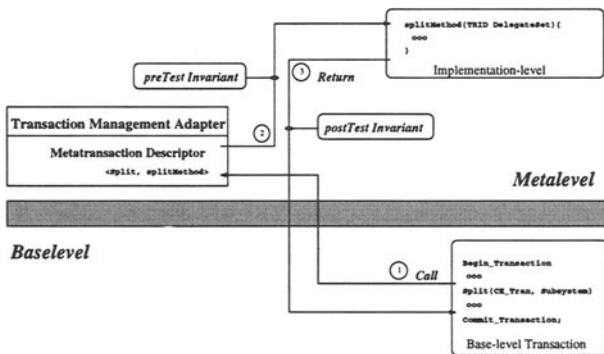 splitMethod(TRID DelegateSet){
ooo
}
Implementation-level
preTest Invariant
3 Return
postTest Invariant
Transaction Management Adapter
2
Metatransaction Descriptor
<Split, splitMethod>
Metalevel
Baselevel
1 Call
Begin_Transaction
ooo
Split(CE_Tran, Subsystem)
ooo
Commit_Transaction;
Base-level Transaction